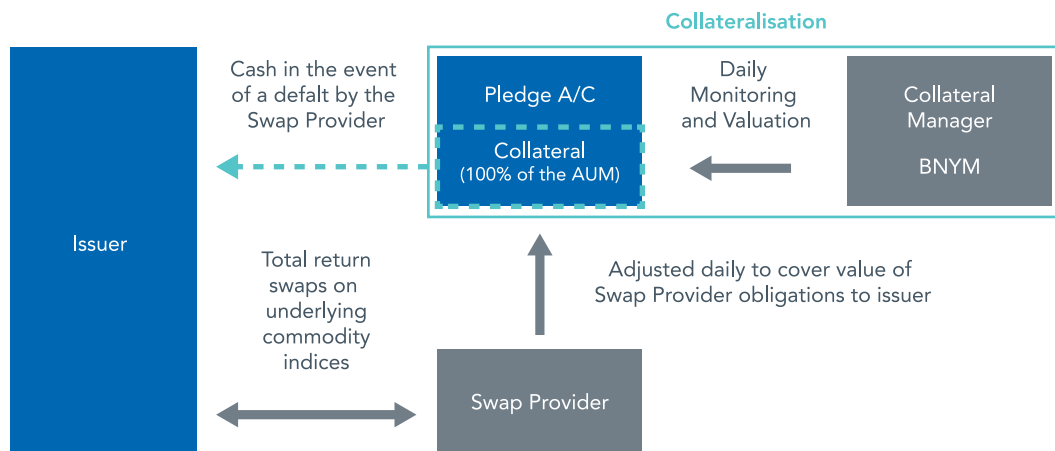 Collateralisation
Cash in the event
of a defalt by the
Swap Provider
Pledge A/C
Collateral
(100% of the AUM)
Daily
Monitoring
and Valuation
Collateral
Manager
BNYM
Issuer
Total return
swaps on
underlying
commodity
indices
Adjusted daily to cover value of
Swap Provider obligations to issuer
Swap Provider